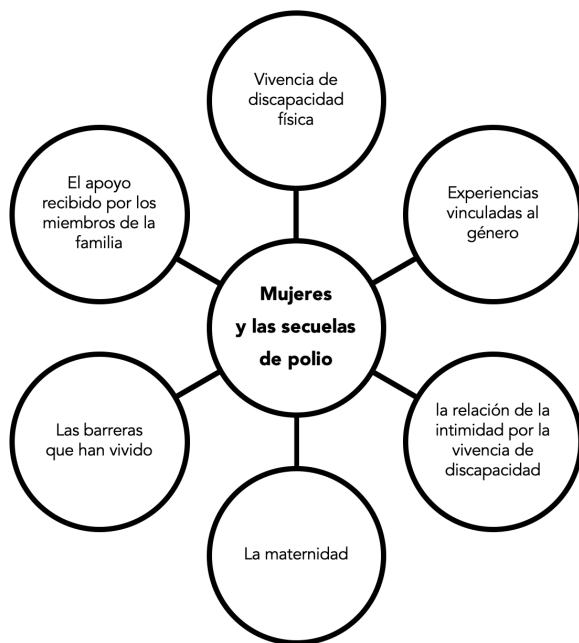 Vivencia de
discapacidad
física
El apoyo
recibido por los
miembros de la
familia
Experiencias
vinculadas al
género
Mujeres
y las secuelas
de polio
Las barreras
que han vivido
la relación de la
intimidad por la
vivencia de
discapacidad
La maternidad